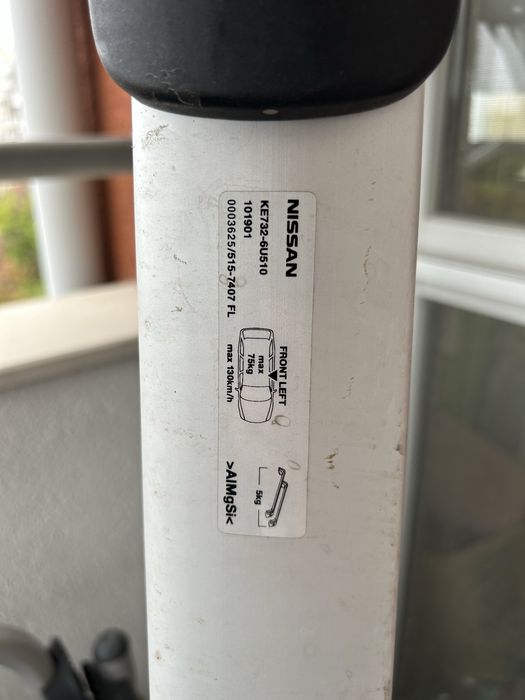 NISSAN
KE732-6U510
101901
0003625/515-7407 FL
FRONT LEFT
max
75kg
max 130km/h
5kg
>AlMgSi<